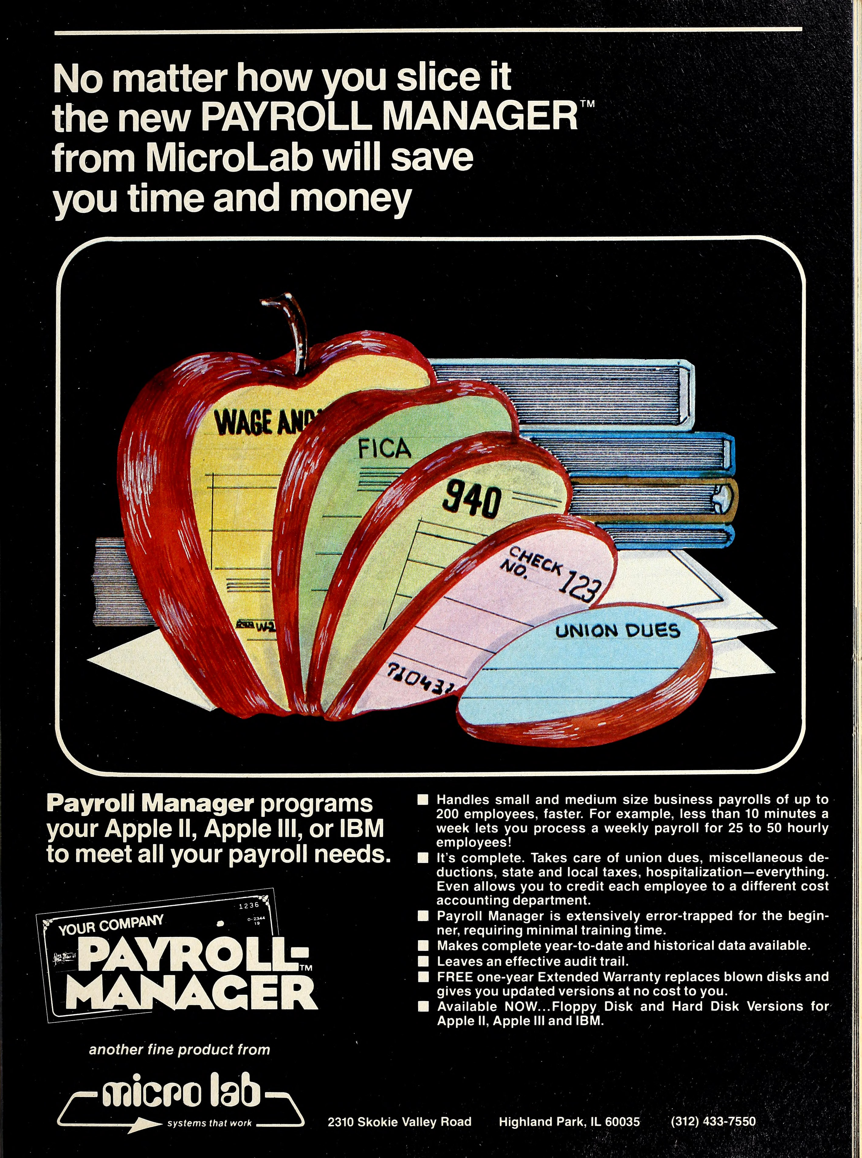 No matter how you slice it
the new PAYROLL MANAGER™
from MicroLab will save
you time and money
WAGE AND
FICA
940
CHECK
NO. 123
UNION DUES
W2
Payroll Manager programs
your Apple II, Apple III, or IBM
to meet all your payroll needs.
■ Handles small and medium size business payrolls of up to
200 employees, faster. For example, less than 10 minutes a
week lets you process a weekly payroll for 25 to 50 hourly
employees!
■ It's complete. Takes care of union dues, miscellaneous de-
ductions, state and local taxes, hospitalization—everything.
Even allows you to credit each employee to a different cost
accounting department.
■ Payroll Manager is extensively error-trapped for the begin-
ner, requiring minimal training time.
■ Makes complete year-to-date and historical data available.
■ Leaves an effective audit trail.
■ FREE one-year Extended Warranty replaces blown disks and
gives you updated versions at no cost to you.
■ Available NOW...Floppy Disk and Hard Disk Versions for
Apple II, Apple III and IBM.
1236
YOUR COMPANY
PAYROLL-™
MANAGER
another fine product from
micro lab
systems that work
2310 Skokie Valley Road Highland Park, IL 60035 (312) 433-7550